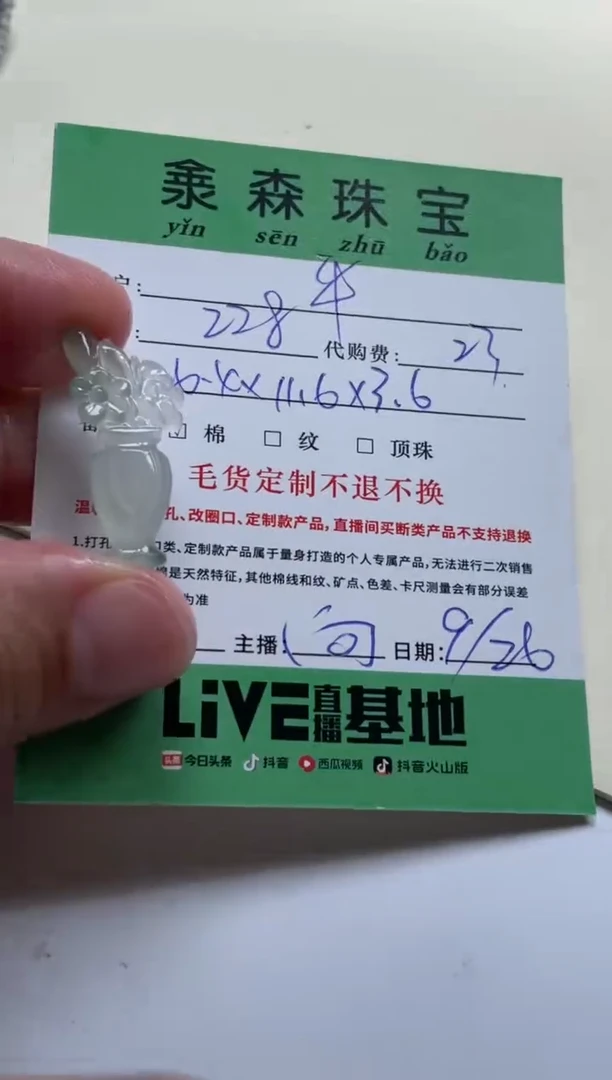 森珠宝
yǐn sēn zhū bǎo
228 代购费: 23
11.6x3.6
棉 纹 顶珠
毛货定制不退不换
孔、改圈口、定制款产品,直播间买断类产品不支持退换
1.打孔 口类、定制款产品属于量身打造的个人专属产品,无法进行二次销售
是天然特征,其他棉线和纹、矿点、色差、卡尺测量会有部分误差
为准
主播: 日期: 9/26
LiVE直播基地
头条 今日头条 抖音 西瓜视频 抖音火山版